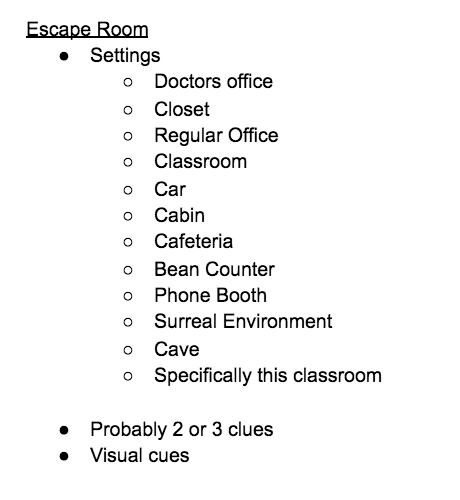 Escape Room
● Settings
○ Doctors office
○ Closet
○ Regular Office
○ Classroom
○ Car
○ Cabin
○ Cafeteria
○ Bean Counter
○ Phone Booth
○ Surreal Environment
○ Cave
○ Specifically this classroom
● Probably 2 or 3 clues
● Visual cues